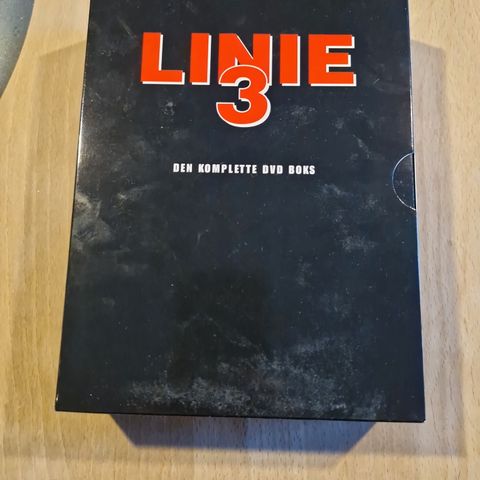 LINIE
3
DEN KOMPLETTE DVD BOKS